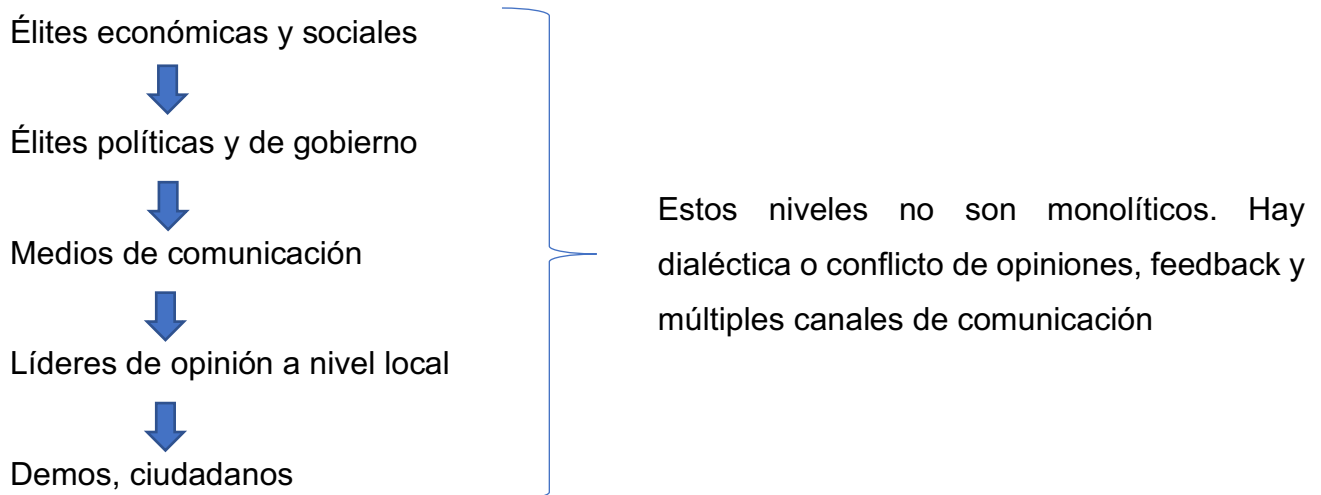 Élites económicas y sociales
Élites políticas y de gobierno
Medios de comunicación
Líderes de opinión a nivel local
Demos, ciudadanos
Estos niveles no son monolíticos. Hay
dialéctica o conflicto de opiniones, feedback y
múltiples canales de comunicación